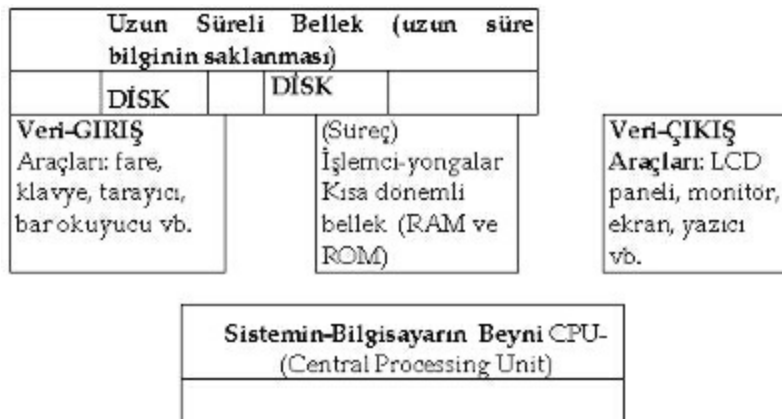 Uzun Süreli Bellek (uzun süre
bilginin saklanması)
DİSK
DİSK
Veri-GIRIŞ
Araçları: fare,
klavye, tarayıcı,
bar okuyucu vb.
(Süreç)
İşlemci-yongalar
Kısa dönemli
bellek (RAM ve
ROM)
Veri-ÇIKIŞ
Araçları: LCD
paneli, monitör,
ekran, yazıcı
vb.
Sistemin-Bilgisayarın Beyni CPU-
(Central Processing Unit)